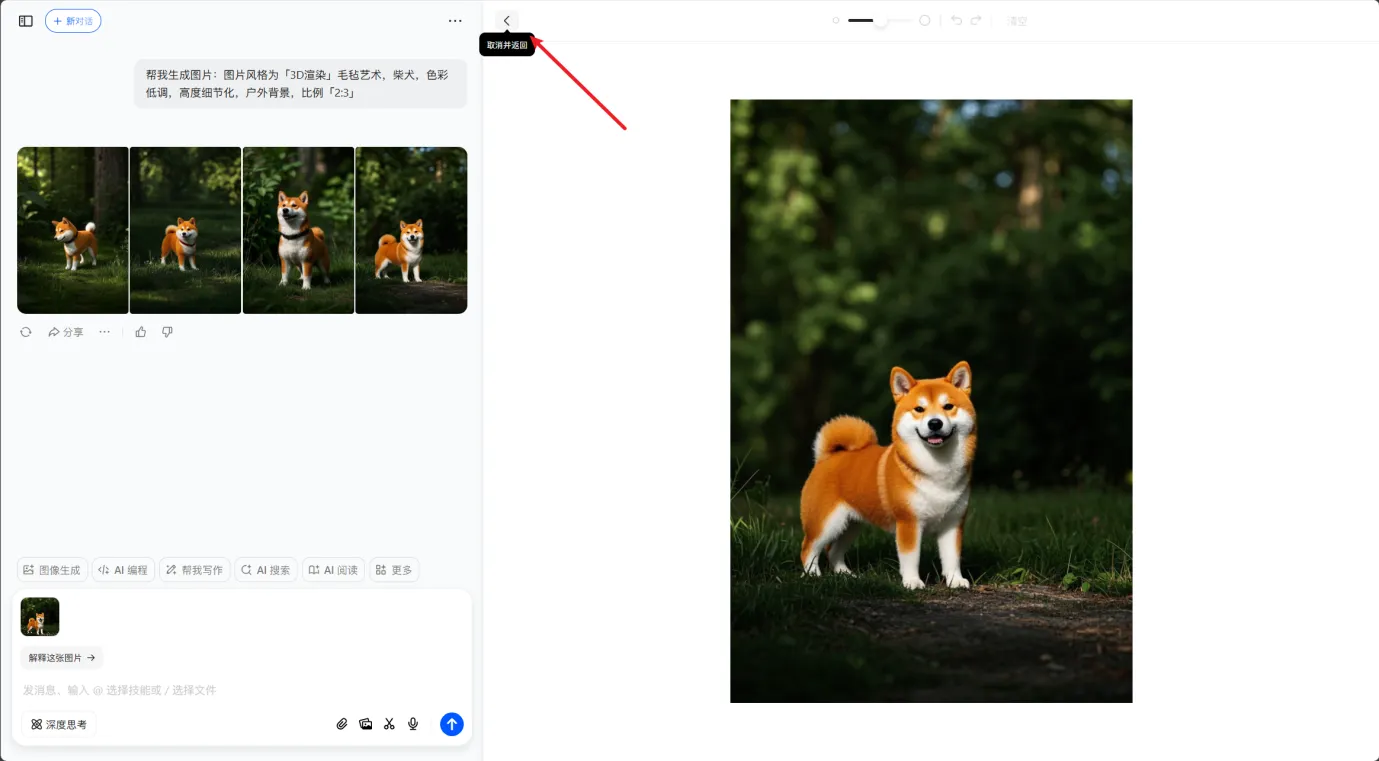 + 新对话
取消并返回
清空
帮我生成图片：图片风格为「3D渲染」毛毡艺术，柴犬，色彩
低调，高度细节化，户外背景，比例「2:3」
分享
图像生成
AI 编程
帮我写作
AI 搜索
AI 阅读
更多
解释这张图片 →
发消息、输入 @ 选择技能或 / 选择文件
深度思考